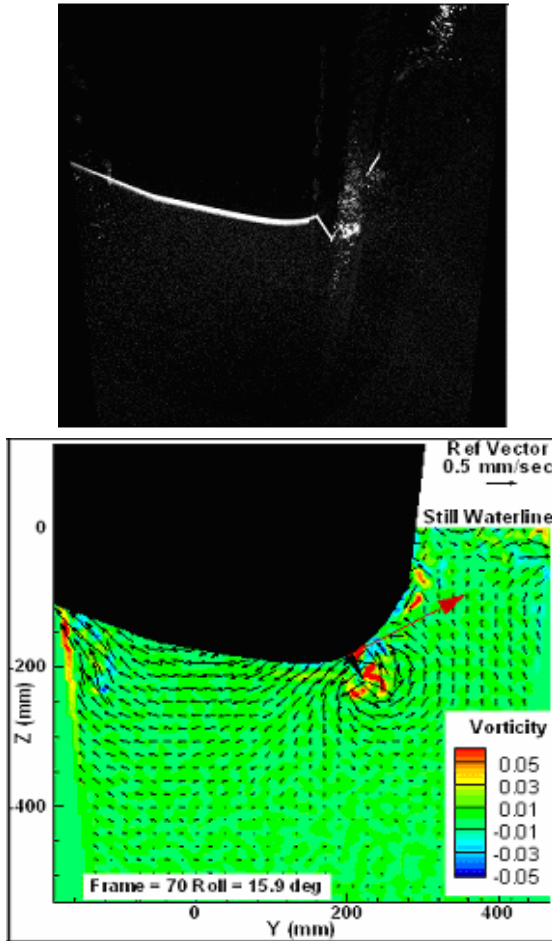 Ref Vector
0.5 mm/sec
Still Waterline
0
-200
-400
Z (mm)
Vorticity
0.05
0.03
0.01
-0.01
-0.03
-0.05
Frame = 70 Roll = 15.9 deg
0
200
400
Y (mm)